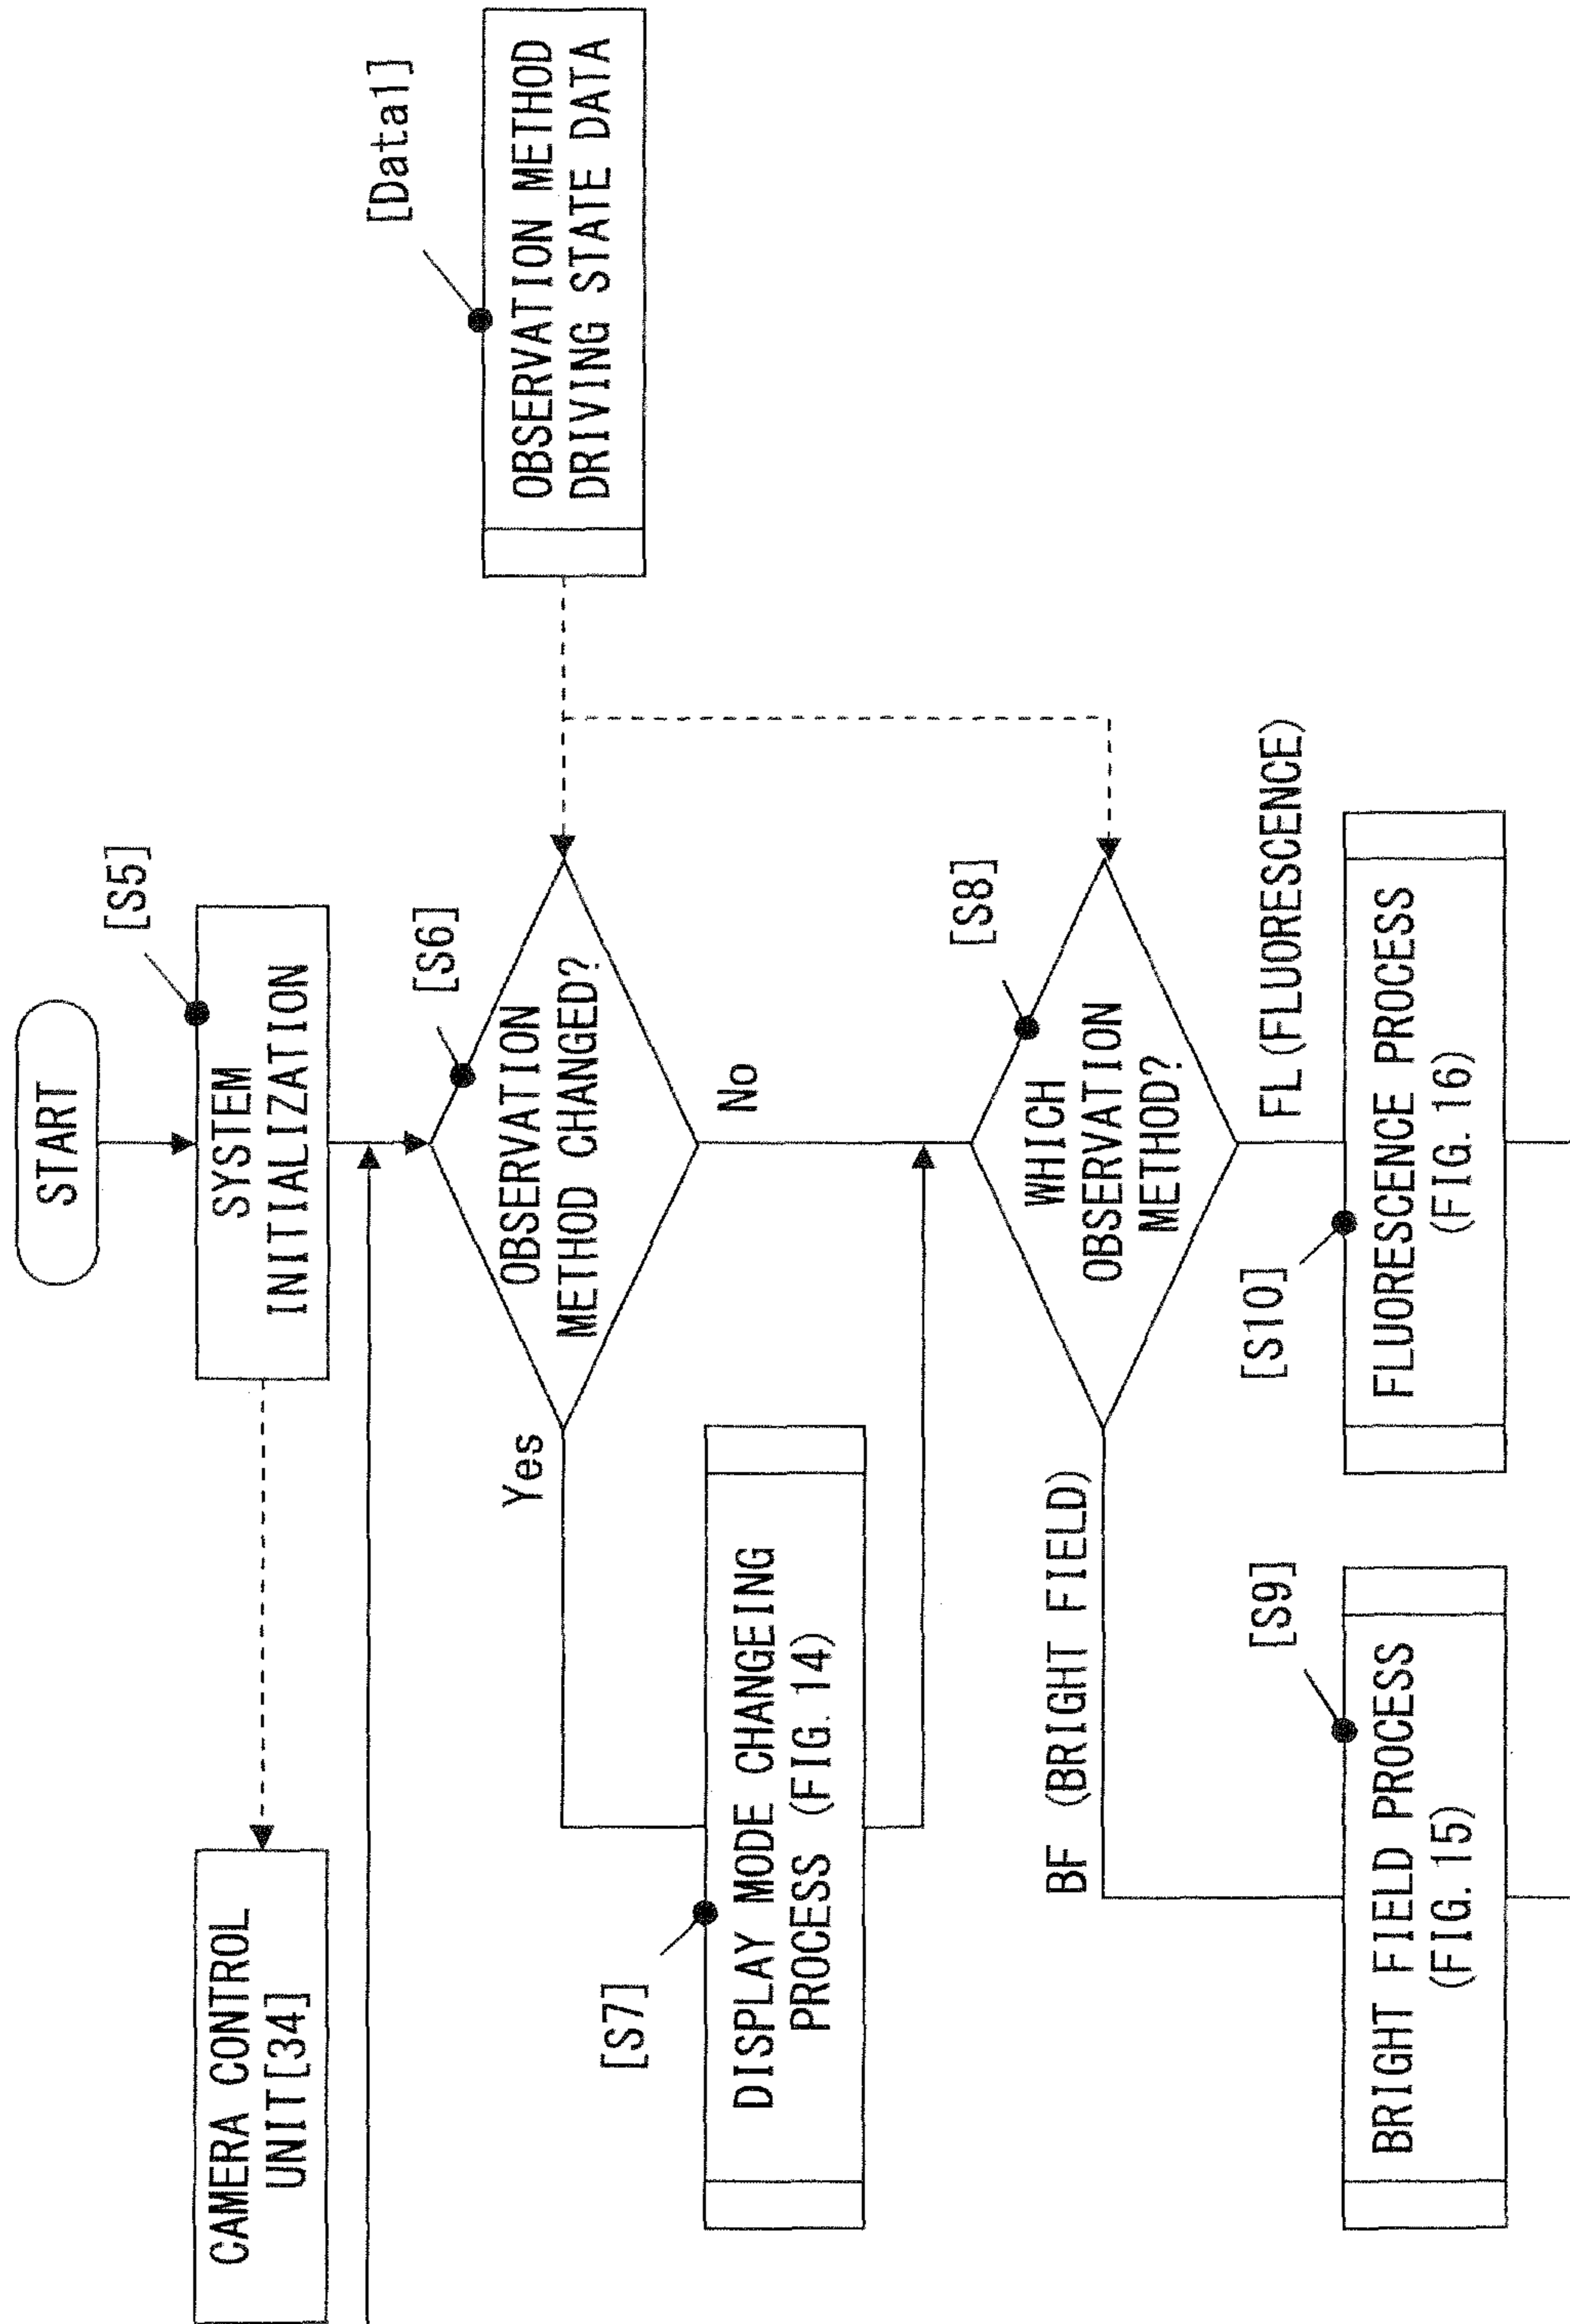 START
[S5]
SYSTEM
INITIALIZATION
CAMERA CONTROL
UNIT[34]
[Data1]
OBSERVATION METHOD
DRIVING STATE DATA
[S6]
OBSERVATION
METHOD CHANGED?
Yes
No
[S7]
DISPLAY MODE CHANGEING
PROCESS (FIG. 14)
[S8]
WHICH
OBSERVATION
METHOD?
BF (BRIGHT FIELD)
FL (FLUORESCENCE)
[S9]
BRIGHT FIELD PROCESS
(FIG. 15)
[S10]
FLUORESCENCE PROCESS
(FIG. 16)